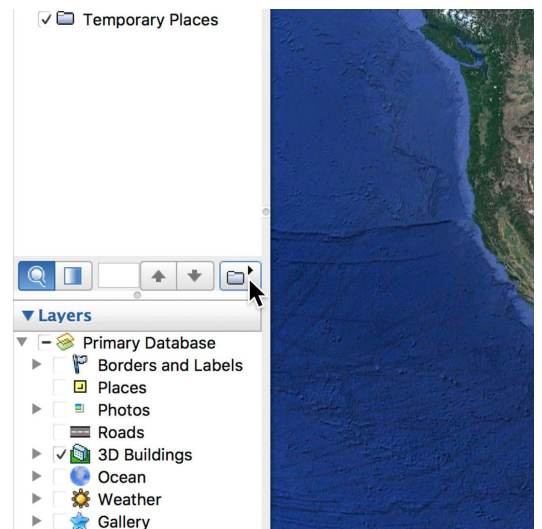 Temporary Places
Layers
Primary Database
Borders and Labels
Places
Photos
Roads
3D Buildings
Ocean
Weather
Gallery